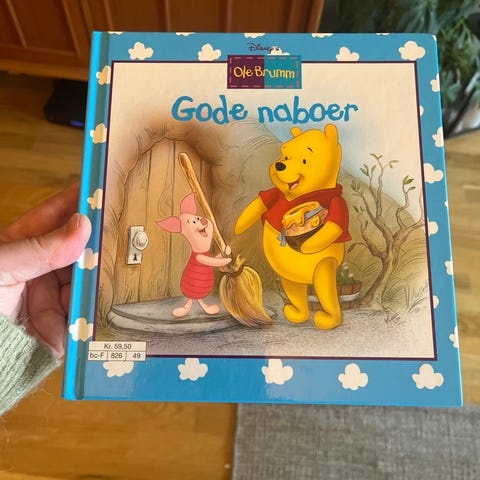 Disney's
Ole Brumm
Gode naboer
Kr. 59,50
bc-F 826 49